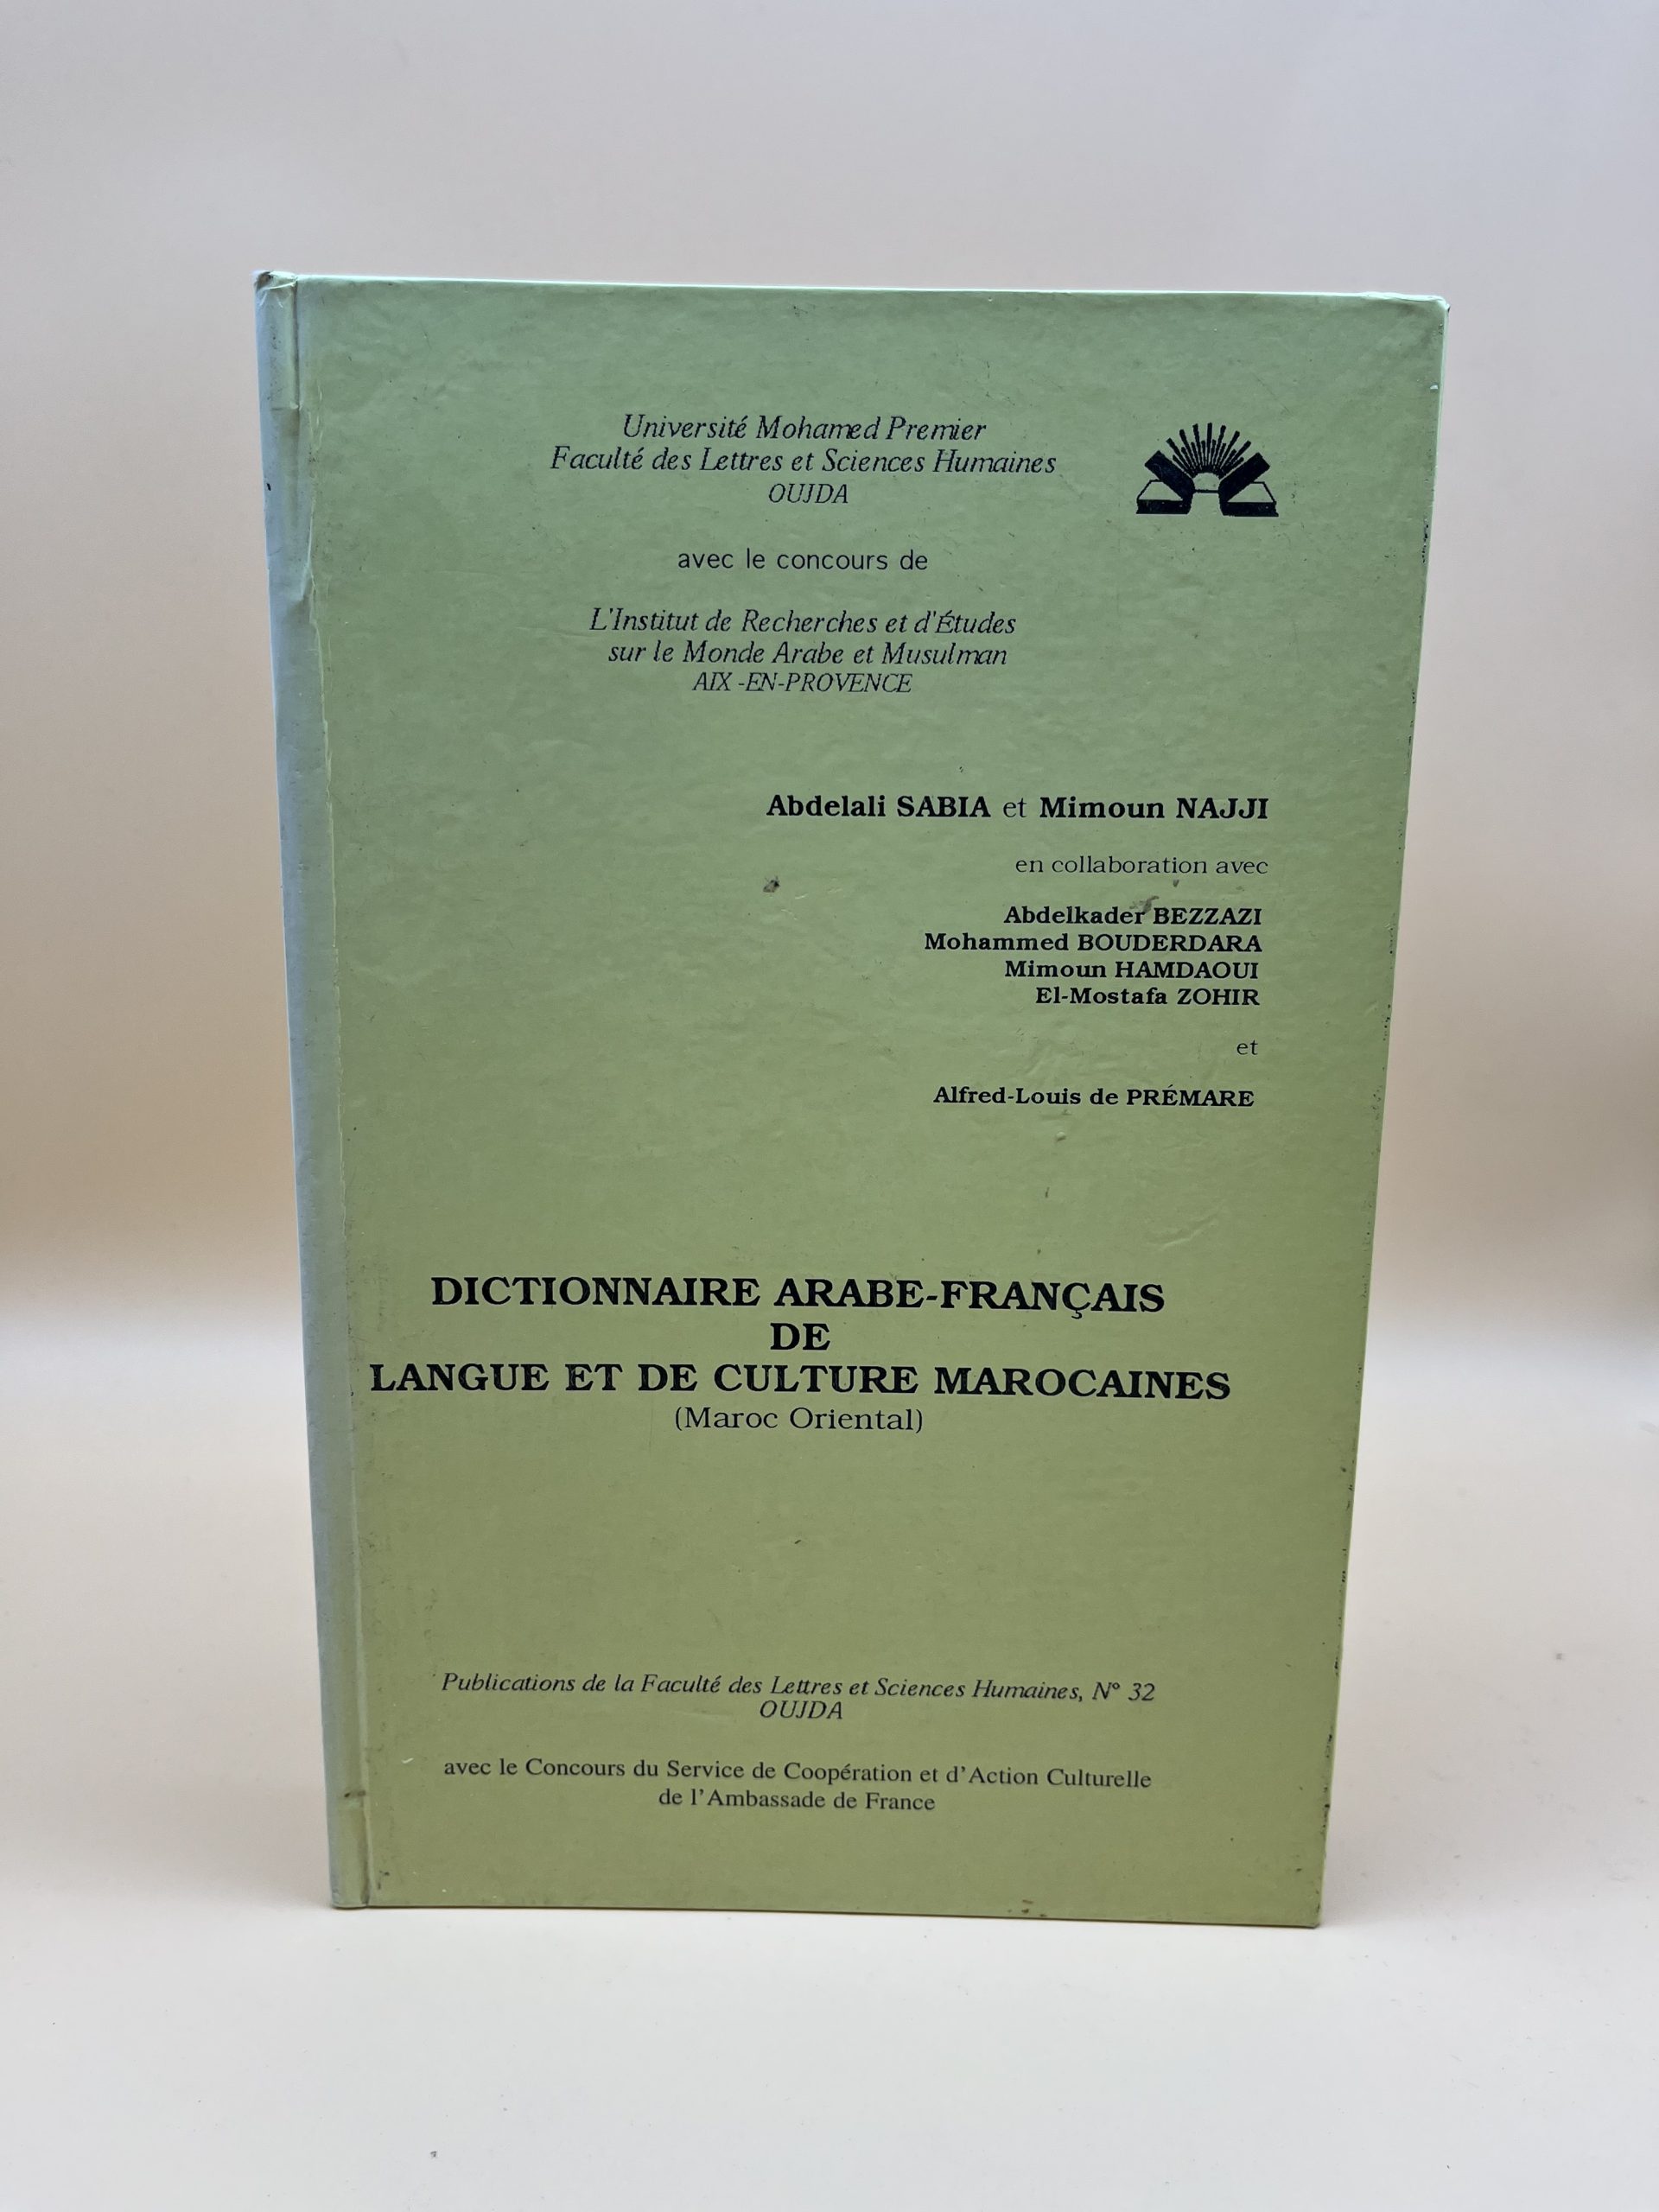 Université Mohamed Premier
Faculté des Lettres et Sciences Humaines
OUJDA
avec le concours de
L'Institut de Recherches et d'Études
sur le Monde Arabe et Musulman
AIX -EN-PROVENCE
Abdelali SABIA et Mimoun NAJJI
en collaboration avec
Abdelkader BEZZAZI
Mohammed BOUDERDARA
Mimoun HAMDAOUI
El-Mostafa ZOHIR
et
Alfred-Louis de PRÉMARE
DICTIONNAIRE ARABE-FRANÇAIS
DE
LANGUE ET DE CULTURE MAROCAINES
(Maroc Oriental)
Publications de la Faculté des Lettres et Sciences Humaines, N° 32
OUJDA
avec le Concours du Service de Coopération et d'Action Culturelle
de l'Ambassade de France